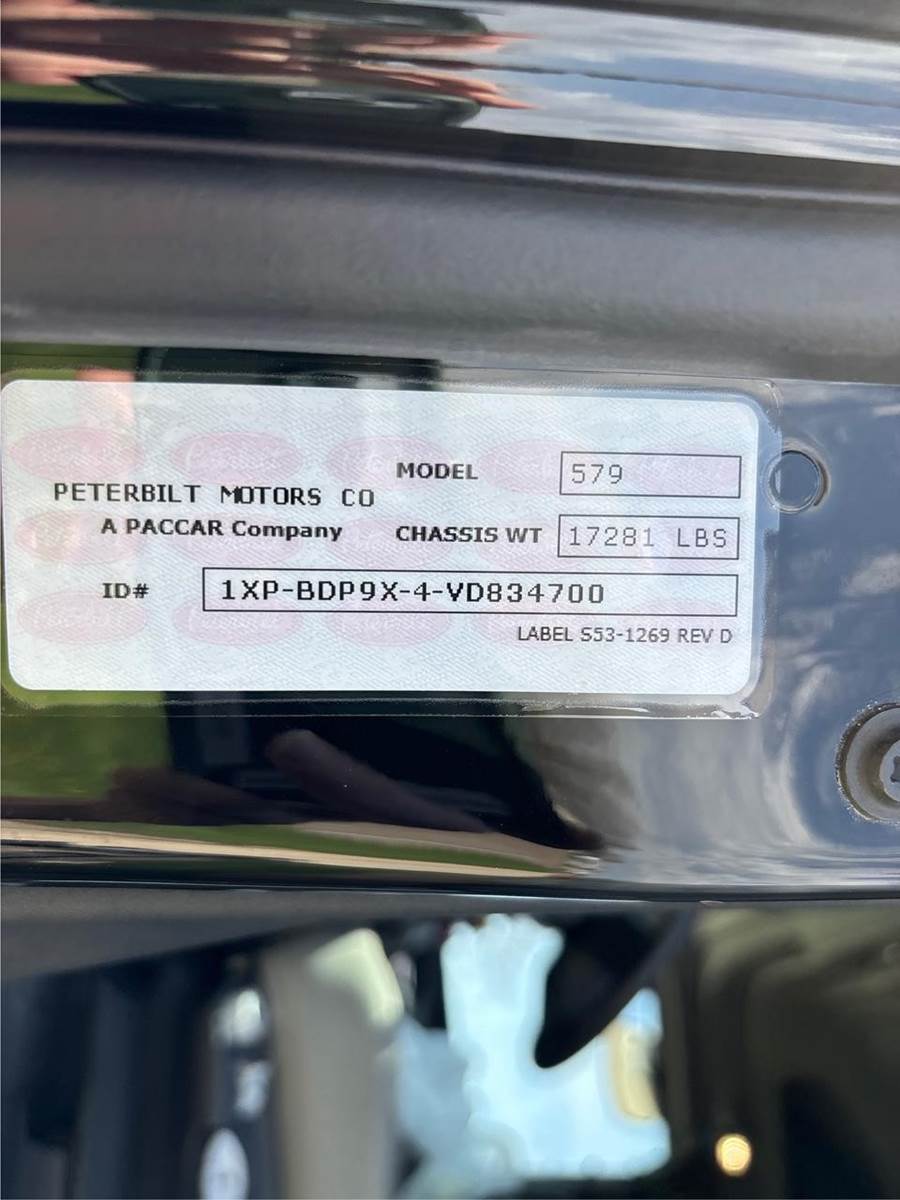 PETERBILT MOTORS CO
A PACCAR Company
MODEL 579
CHASSIS WT 17281 LBS
ID# 1XP-BDP9X-4-VD834700
LABEL S53-1269 REV D